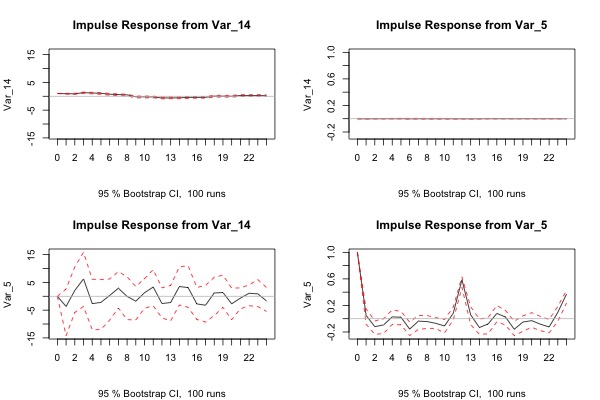 Impulse Response from Var_14
Var_14
15
5
-5
-15
0 2 4 6 8 10 13 16 19 22
95 % Bootstrap CI, 100 runs
Impulse Response from Var_5
Var_14
1.0
0.6
0.2
-0.2
0 2 4 6 8 10 13 16 19 22
95 % Bootstrap CI, 100 runs
Impulse Response from Var_14
Var_5
15
5
-5
-15
0 2 4 6 8 10 13 16 19 22
95 % Bootstrap CI, 100 runs
Impulse Response from Var_5
Var_5
1.0
0.6
0.2
-0.2
0 2 4 6 8 10 13 16 19 22
95 % Bootstrap CI, 100 runs